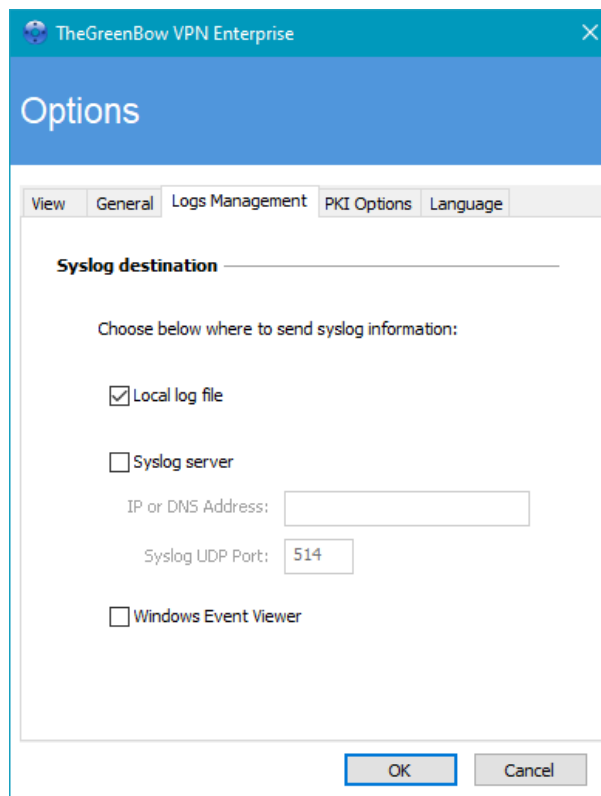 TheGreenBow VPN Enterprise
Options
View General Logs Management PKI Options Language
Syslog destination
Choose below where to send syslog information:
Local log file
Syslog server
IP or DNS Address:
Syslog UDP Port: 514
Windows Event Viewer
OK Cancel